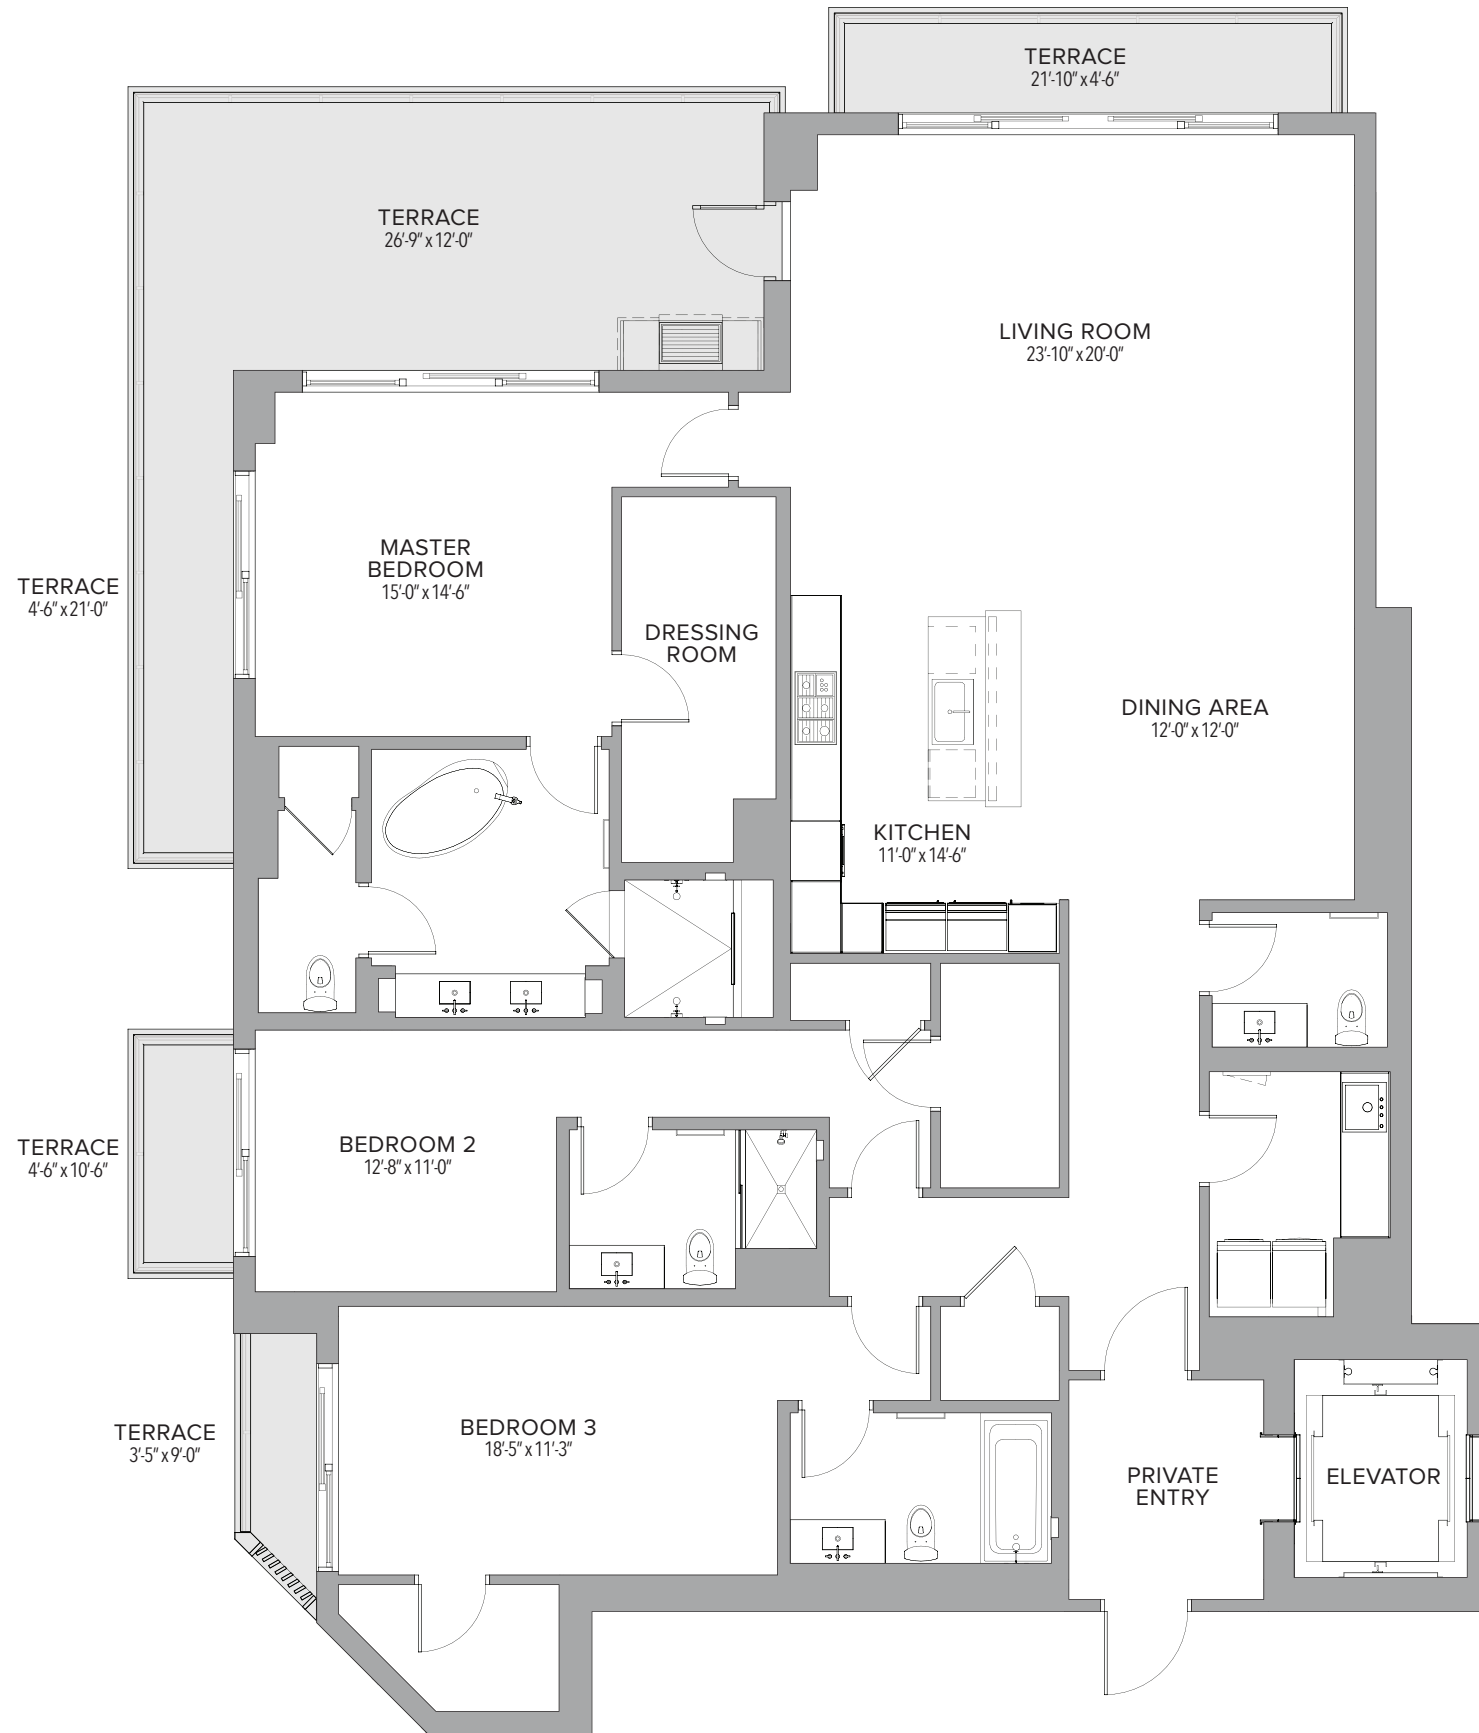 TERRACE
21'-10" x 4'-6"
TERRACE
26'-9" x 12'-0"
LIVING ROOM
23'-10" x 20'-0"
MASTER
BEDROOM
15'-0" x 14'-6"
TERRACE
4'-6" x 21'-0"
DRESSING
ROOM
DINING AREA
12'-0" x 12'-0"
KITCHEN
11'-0" x 14'-6"
TERRACE
4'-6" x 10'-6"
BEDROOM 2
12'-8" x 11'-0"
TERRACE
3'-5" x 9'-0"
BEDROOM 3
18'-5" x 11'-3"
PRIVATE
ENTRY
ELEVATOR